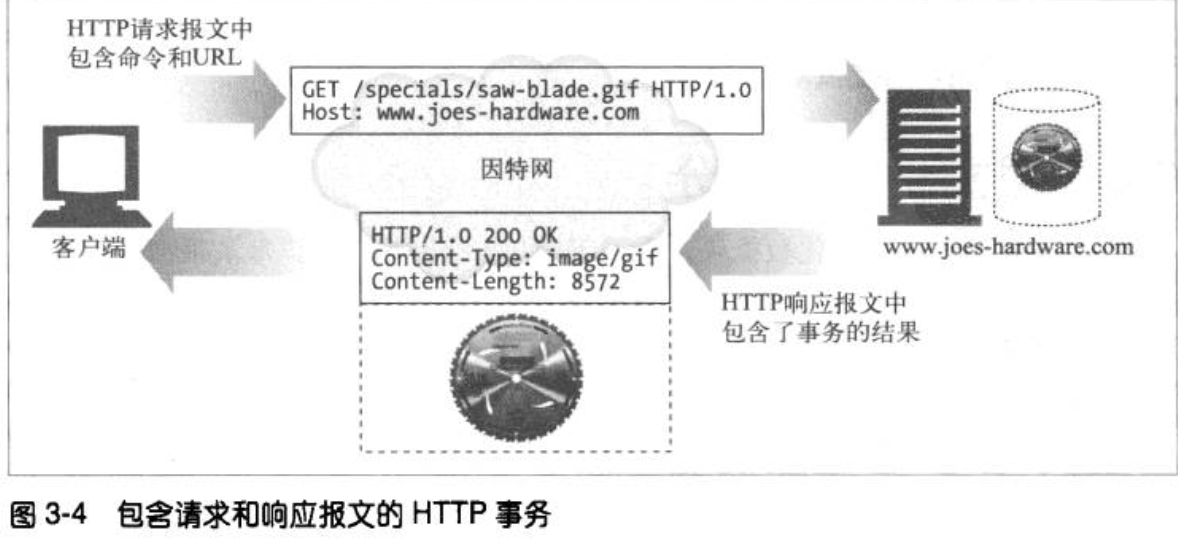 HTTP请求报文中
包含命令和URL
GET /specials/saw-blade.gif HTTP/1.0
Host: www.joes-hardware.com
因特网
客户端
www.joes-hardware.com
HTTP/1.0 200 OK
Content-Type: image/gif
Content-Length: 8572
HTTP响应报文中
包含了事务的结果
图 3-4 包含请求和响应报文的 HTTP 事务